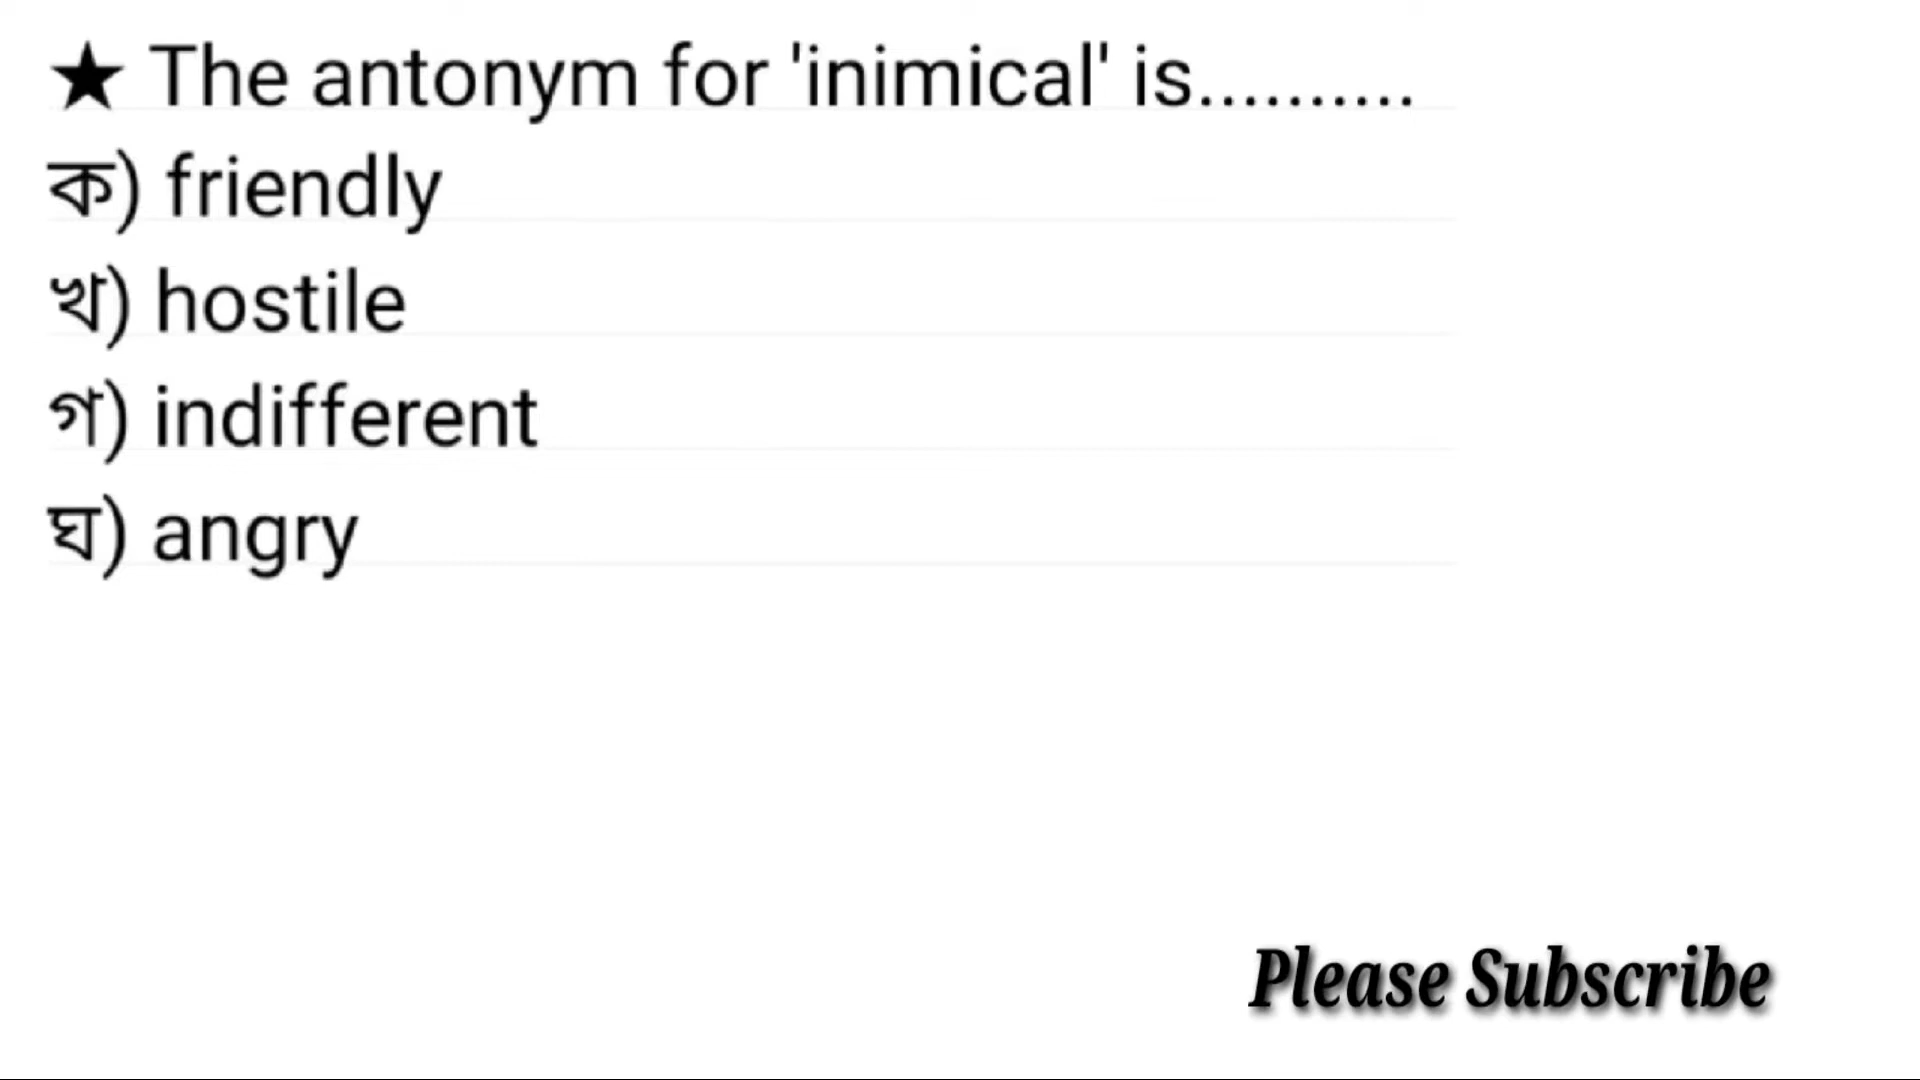 ★ The antonym for 'inimical' is..........
ক) friendly
খ) hostile
গ) indifferent
ঘ) angry
Please Subscribe